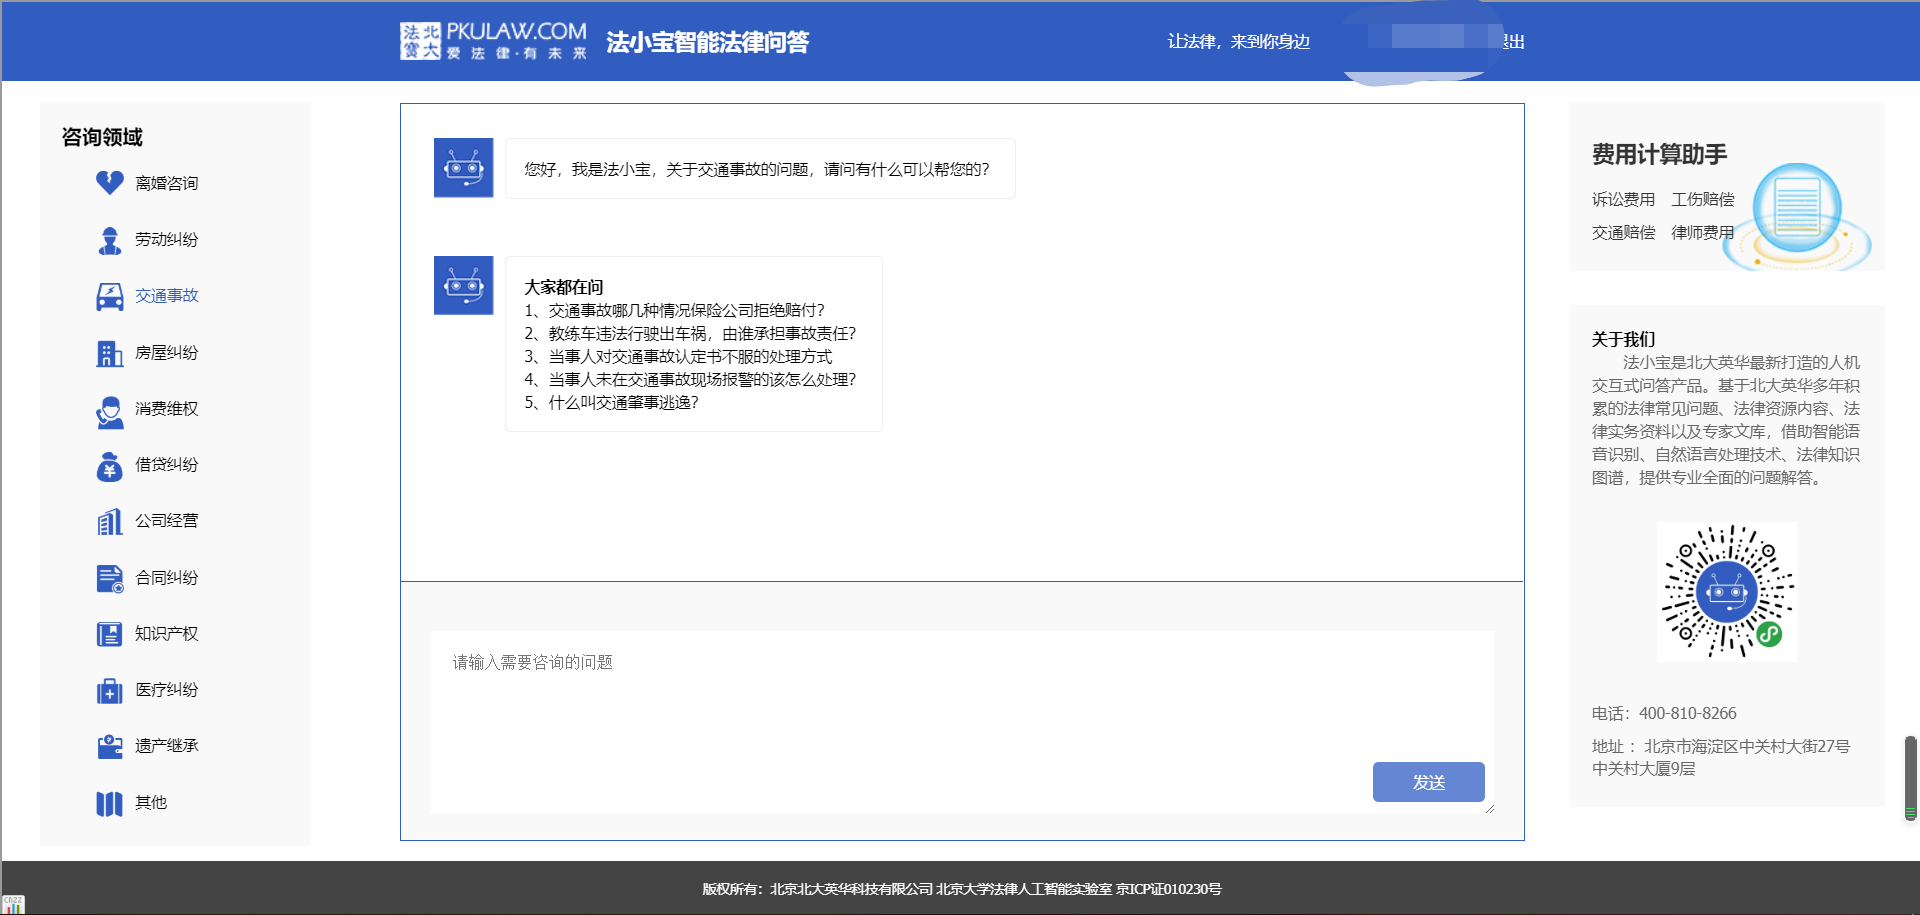 法宝
北大
PKULAW.COM
爱法律·有未来
法小宝智能法律问答
让法律，来到你身边
出
咨询领域
离婚咨询
劳动纠纷
交通事故
房屋纠纷
消费维权
借贷纠纷
公司经营
合同纠纷
知识产权
医疗纠纷
遗产继承
其他
您好，我是法小宝，关于交通事故的问题，请问有什么可以帮您的？
大家都在问
1、交通事故哪几种情况保险公司拒绝赔付？
2、教练车违法行驶出车祸，由谁承担事故责任？
3、当事人对交通事故认定书不服的处理方式
4、当事人未在交通事故现场报警的该怎么处理？
5、什么叫交通肇事逃逸？
请输入需要咨询的问题
发送
费用计算助手
诉讼费用 工伤赔偿
交通赔偿 律师费用
关于我们
法小宝是北大英华最新打造的人机
交互式问答产品。基于北大英华多年积
累的法律常见问题、法律资源内容、法
律实务资料以及专家文库，借助智能语
音识别、自然语言处理技术、法律知识
图谱，提供专业全面的问题解答。
电话：400-810-8266
地址 ：北京市海淀区中关村大街27号
中关村大厦9层
版权所有：北京北大英华科技有限公司 北京大学法律人工智能实验室 京ICP证010230号
CNZZ